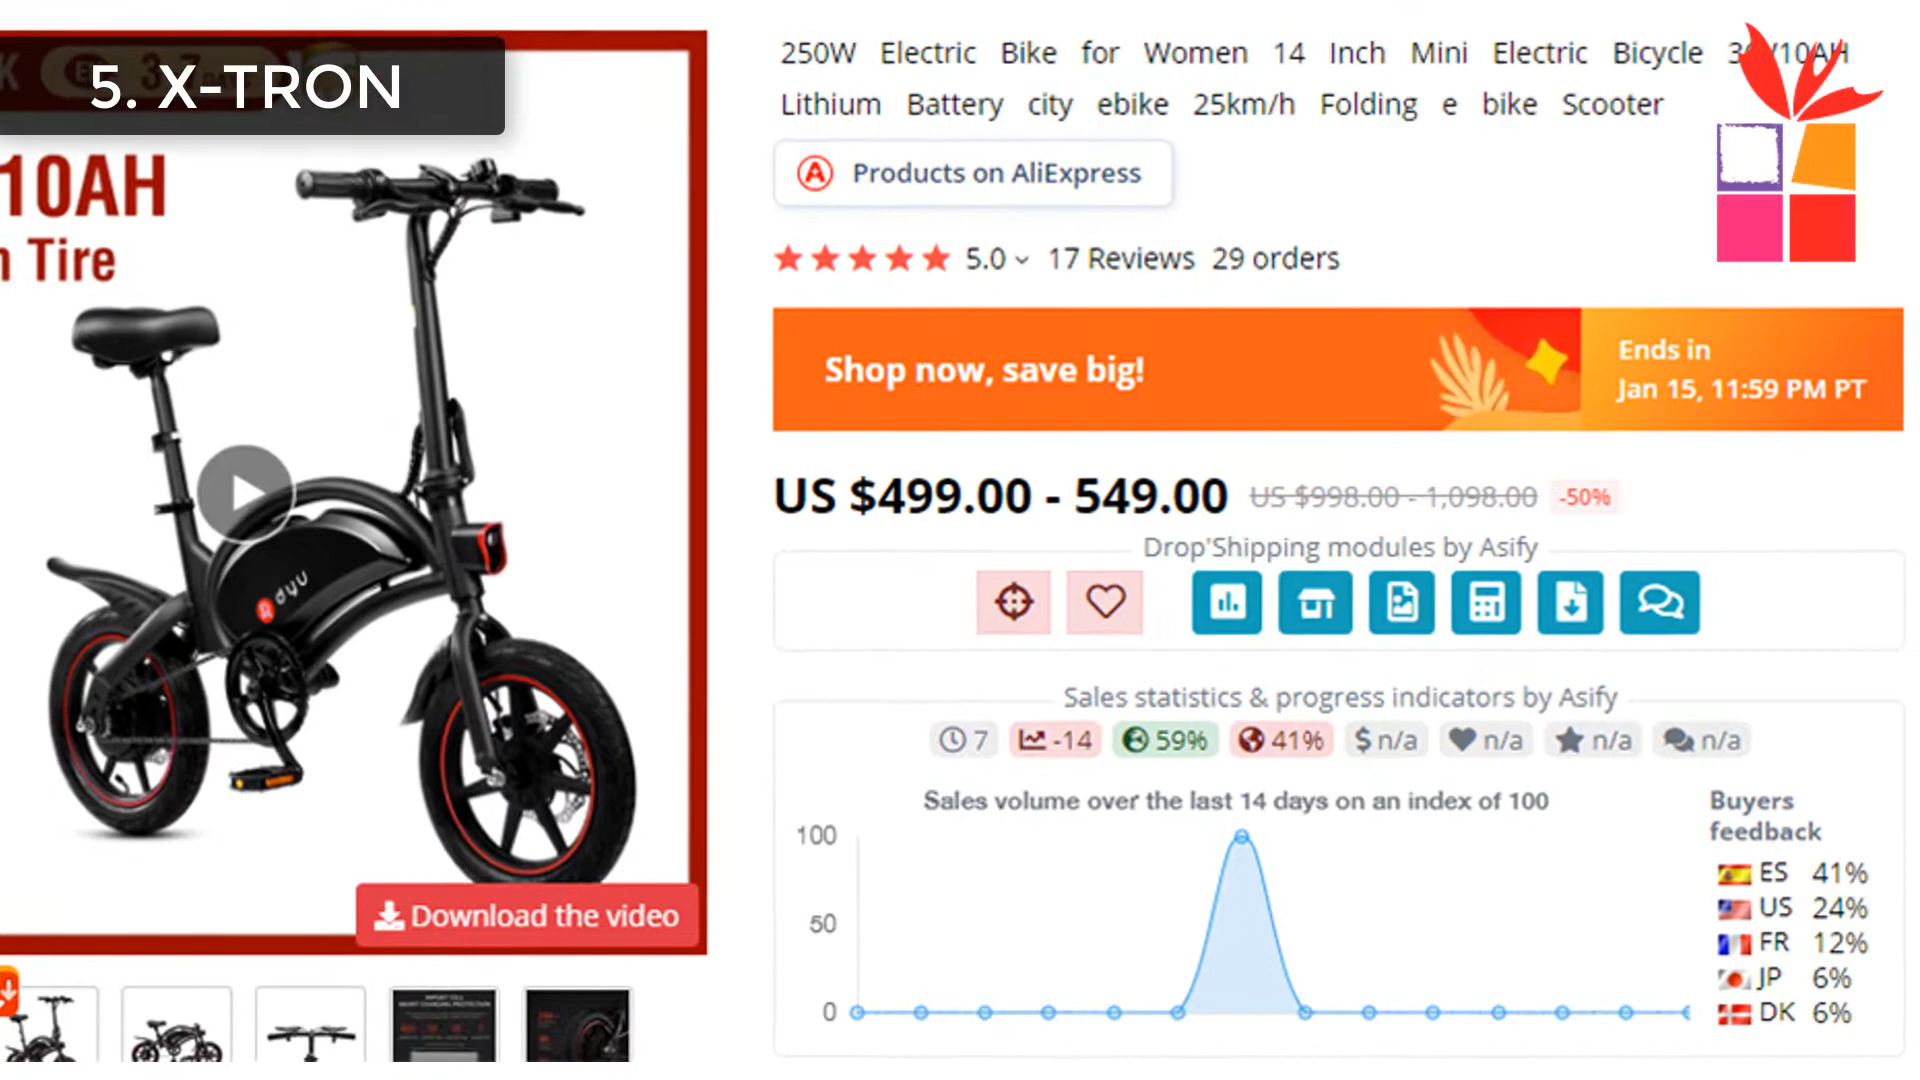 5. X-TRON
10AH
Tire
dyu
Download the video
250W Electric Bike for Women 14 Inch Mini Electric Bicycle
Lithium Battery city ebike 25km/h Folding e bike Scooter
Products on AliExpress
5.0 17 Reviews 29 orders
Shop now, save big!
Ends in
Jan 15, 11:59 PM PT
US $499.00 - 549.00 US $998.00 - 1,098.00 -50%
Drop'Shipping modules by Asify
Sales statistics & progress indicators by Asify
7 -14 59% 41% $ n/a n/a n/a n/a
Sales volume over the last 14 days on an index of 100
100
50
0
Buyers
feedback
ES 41%
US 24%
FR 12%
JP 6%
DK 6%